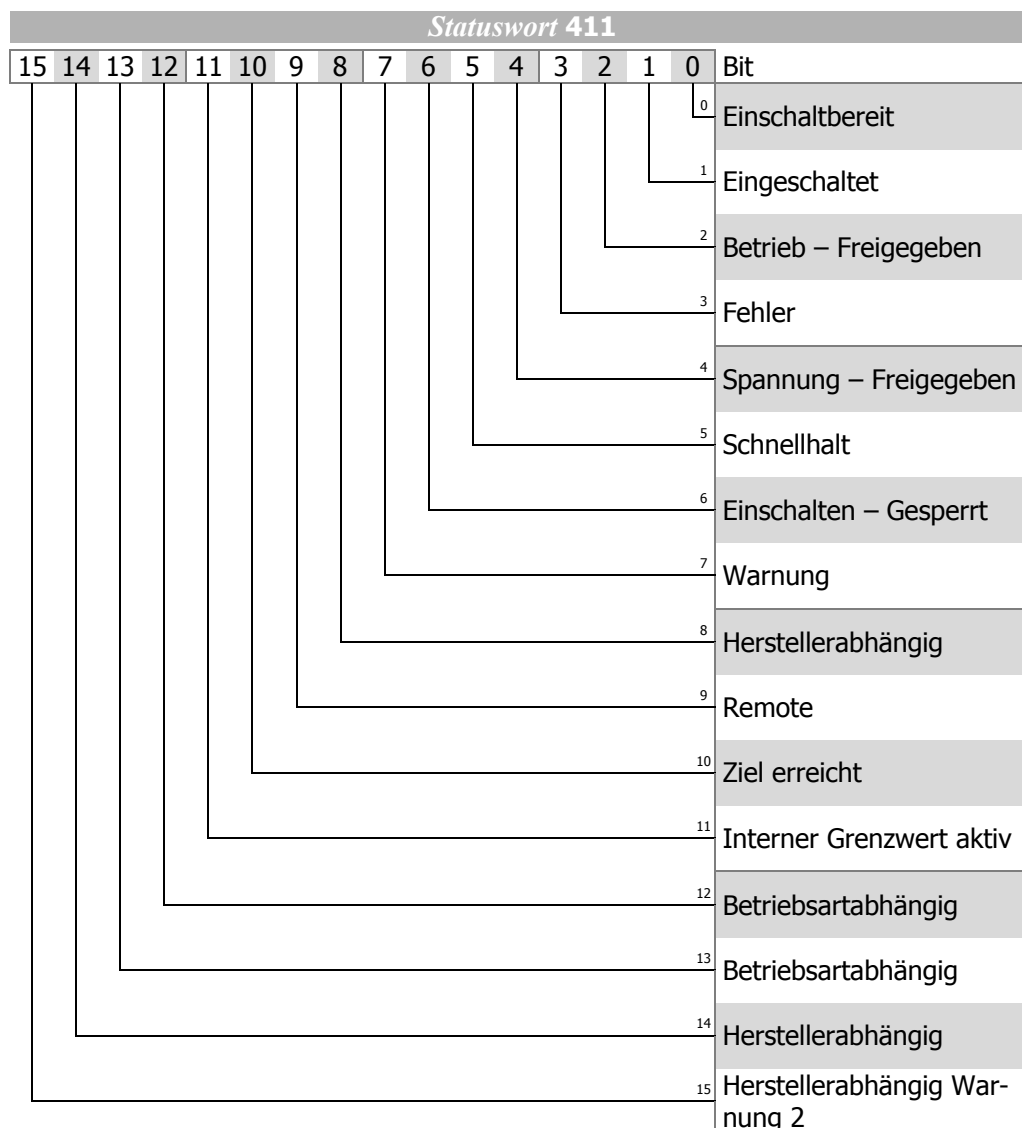 Statuswort 411
15 14 13 12 11 10 9 8 7 6 5 4 3 2 1 0 Bit
0 Einschaltbereit
1 Eingeschaltet
2 Betrieb – Freigegeben
3 Fehler
4 Spannung – Freigegeben
5 Schnellhalt
6 Einschalten – Gesperrt
7 Warnung
8 Herstellerabhängig
9 Remote
10 Ziel erreicht
11 Interner Grenzwert aktiv
12 Betriebsartabhängig
13 Betriebsartabhängig
14 Herstellerabhängig
15 Herstellerabhängig War-
nung 2